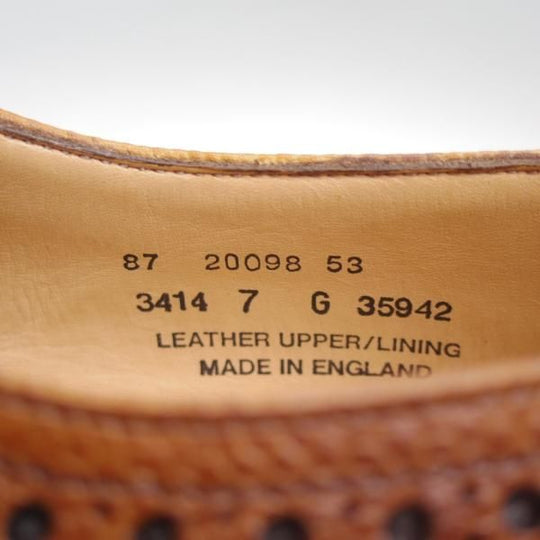 87 20098 53
3414 7 G 35942
LEATHER UPPER/LINING
MADE IN ENGLAND